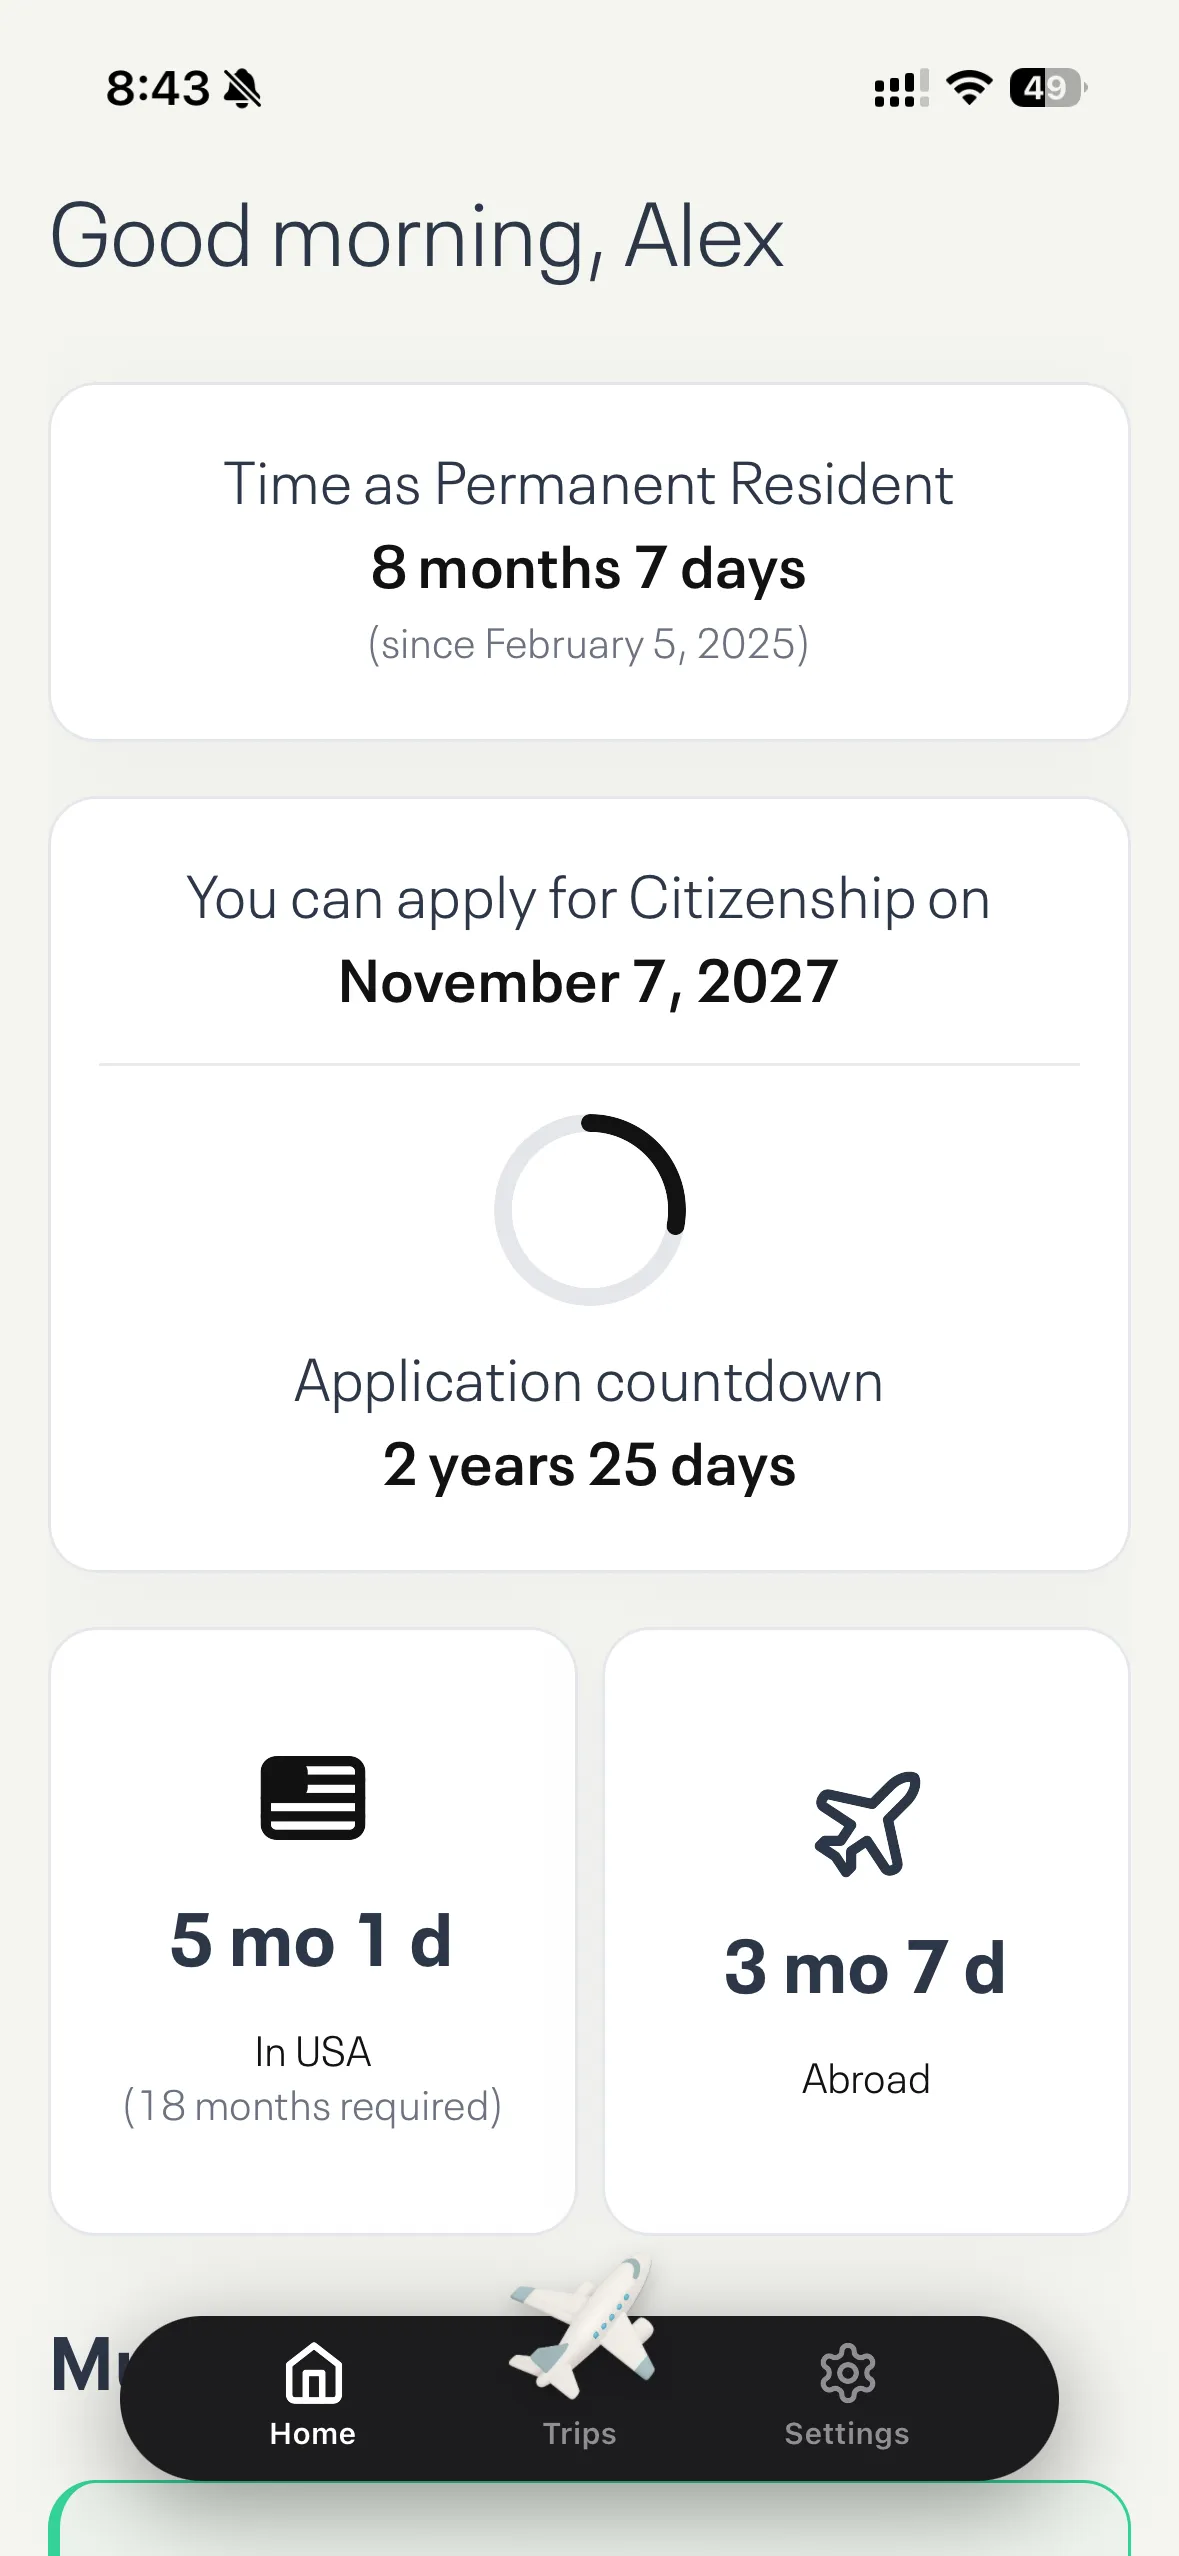 8:43
49
Good morning, Alex
Time as Permanent Resident
8 months 7 days
(since February 5, 2025)
You can apply for Citizenship on
November 7, 2027
Application countdown
2 years 25 days
5 mo 1 d
In USA
(18 months required)
3 mo 7 d
Abroad
Home
Trips
Settings